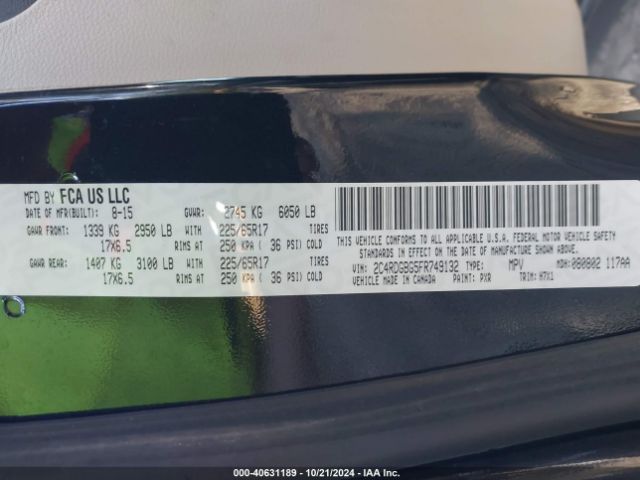 MFD BY FCA US LLC
DATE OF MFR(BUILT): 8-15 GVWR: 2745 KG 6050 LB
GAWR FRONT: 1339 KG 2950 LB WITH 225/65R17 TIRES
17X6.5 RIMS AT 250 KPA ( 36 PSI) COLD
GAWR REAR: 1407 KG 3100 LB WITH 225/65R17 TIRES
17X6.5 RIMS AT 250 KPA ( 36 PSI) COLD
THIS VEHICLE CONFORMS TO ALL APPLICABLE U.S.A. FEDERAL MOTOR VEHICLE SAFETY
STANDARDS IN EFFECT ON THE DATE OF MANUFACTURE SHOWN ABOVE.
VIN: 2C4RDGBG5FR749132 TYPE: MPV MDH: 080802 117AA
VEHICLE MADE IN CANADA PAINT: PXR TRIM: H7X1
000-40631189 | 10/21/2024 | IAA Inc.